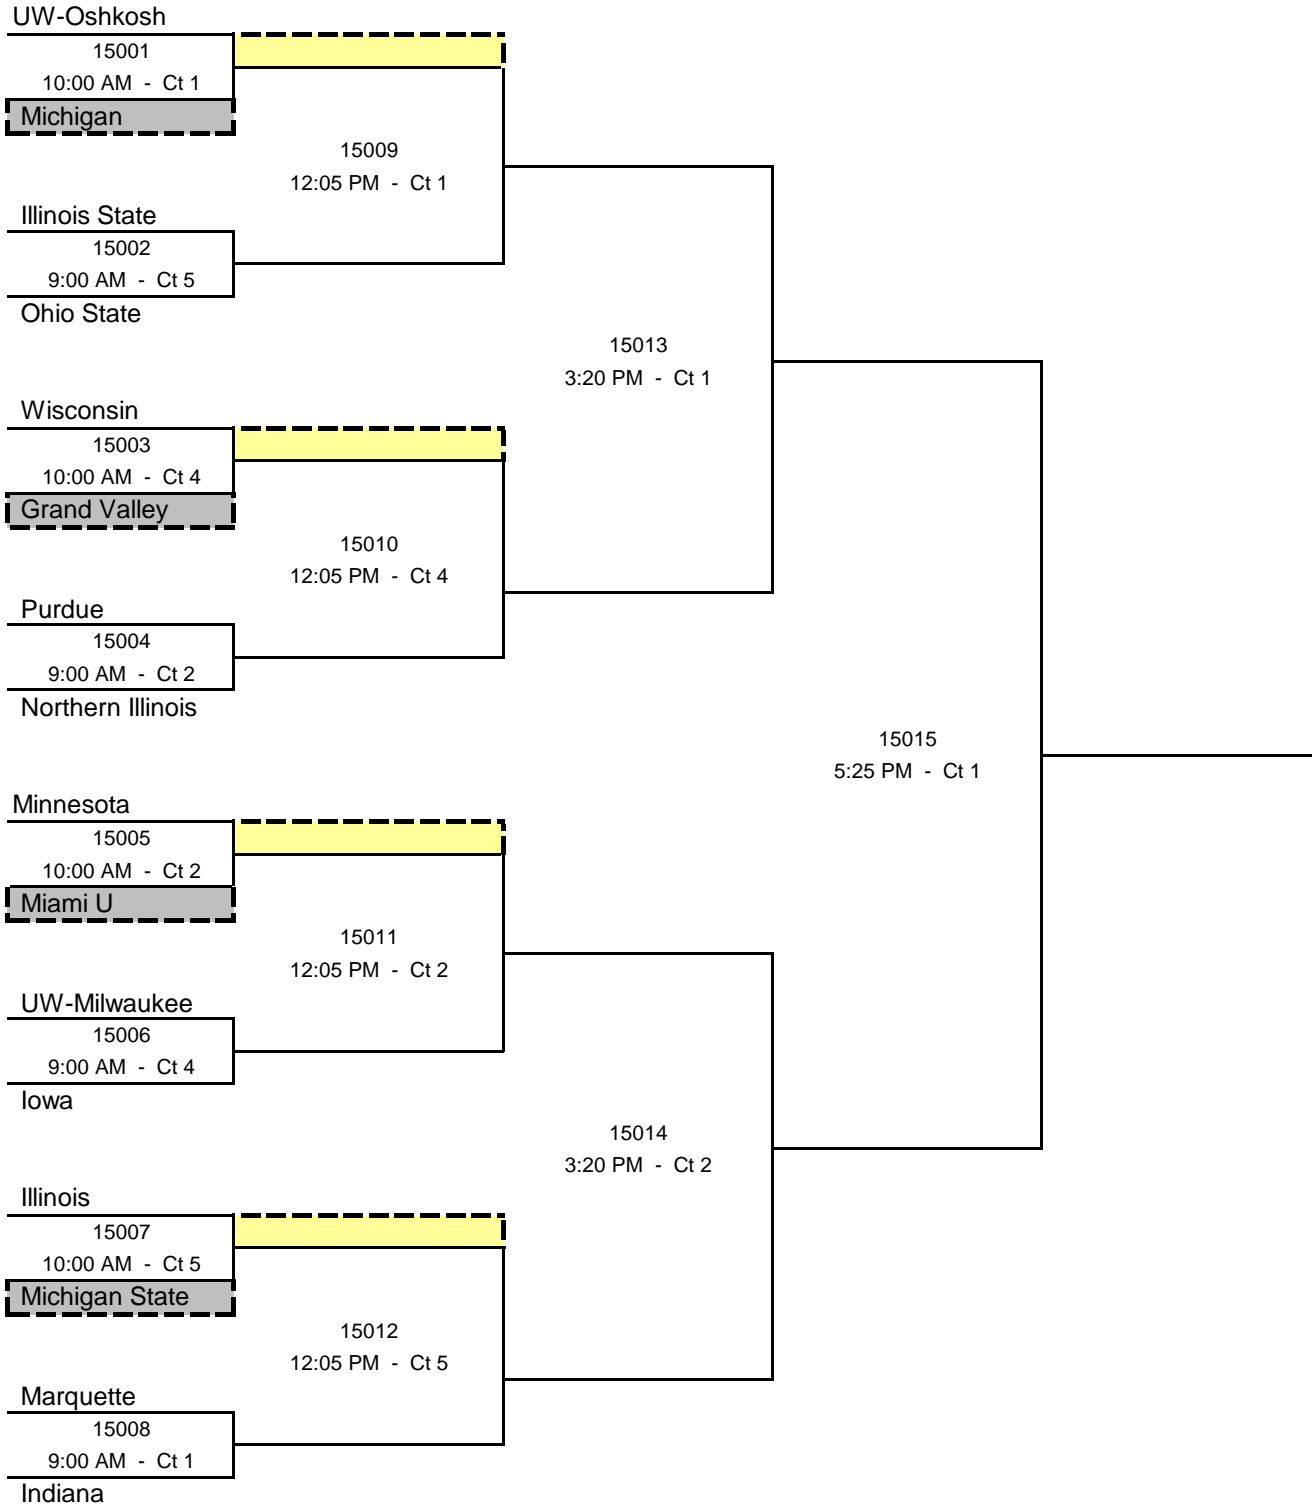 UW-Oshkosh
15001
10:00 AM - Ct 1
Michigan
15009
12:05 PM - Ct 1
Illinois State
15002
9:00 AM - Ct 5
Ohio State
15013
3:20 PM - Ct 1
Wisconsin
15003
10:00 AM - Ct 4
Grand Valley
15010
12:05 PM - Ct 4
Purdue
15004
9:00 AM - Ct 2
Northern Illinois
15015
5:25 PM - Ct 1
Minnesota
15005
10:00 AM - Ct 2
Miami U
15011
12:05 PM - Ct 2
UW-Milwaukee
15006
9:00 AM - Ct 4
Iowa
15014
3:20 PM - Ct 2
Illinois
15007
10:00 AM - Ct 5
Michigan State
15012
12:05 PM - Ct 5
Marquette
15008
9:00 AM - Ct 1
Indiana